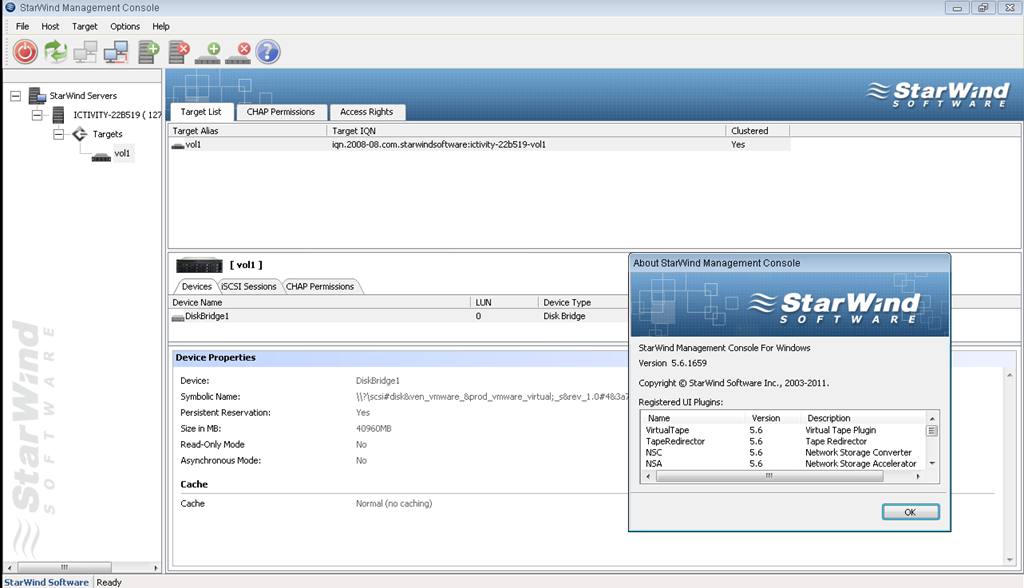 StarWind Management Console
File Host Target Options Help
StarWind Servers
ICTIVITY-22B519 ( 127
Targets
vol1
StarWind
SOFTWARE
Target List CHAP Permissions Access Rights
Target Alias Target IQN Clustered
vol1 iqn.2008-08.com.starwindsoftware:ictivity-22b519-vol1 Yes
[ vol1 ]
Devices iSCSI Sessions CHAP Permissions
Device Name LUN Device Type
DiskBridge1 0 Disk Bridge
Device Properties
Device: DiskBridge1
Symbolic Name: \\?\scsi#disk&ven_vmware_&prod_vmware_virtual;_s&rev_1.0#4&3a7
Persistent Reservation: Yes
Size in MB: 40960MB
Read-Only Mode No
Asynchronous Mode: No
Cache
Cache Normal (no caching)
About StarWind Management Console
StarWind
SOFTWARE
StarWind Management Console For Windows
Version 5.6.1659
Copyright © StarWind Software Inc., 2003-2011.
Registered UI Plugins:
Name Version Description
VirtualTape 5.6 Virtual Tape Plugin
TapeRedirector 5.6 Tape Redirector
NSC 5.6 Network Storage Converter
NSA 5.6 Network Storage Accelerator
OK
StarWind
SOFTWARE
StarWind Software Ready